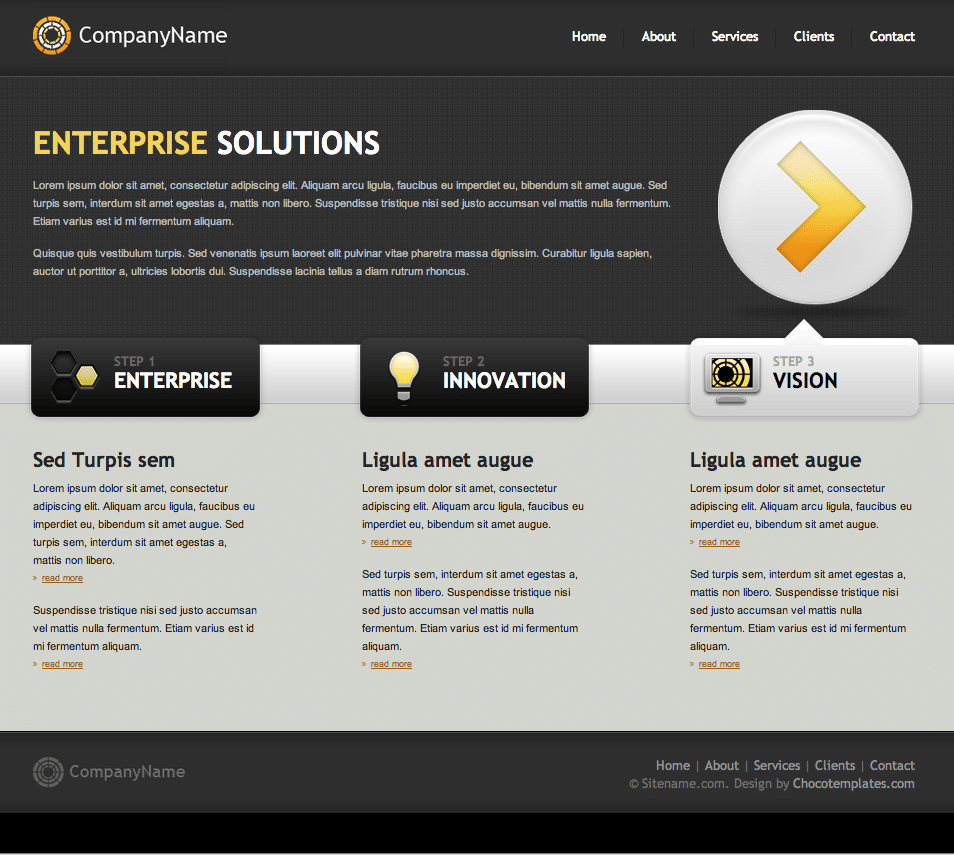 CompanyName
Home About Services Clients Contact
ENTERPRISE SOLUTIONS
Lorem ipsum dolor sit amet, consectetur adipiscing elit. Aliquam arcu ligula, faucibus eu imperdiet eu, bibendum sit amet augue. Sed
turpis sem, interdum sit amet egestas a, mattis non libero. Suspendisse tristique nisi sed justo accumsan vel mattis nulla fermentum.
Etiam varius est id mi fermentum aliquam.
Quisque quis vestibulum turpis. Sed venenatis ipsum laoreet elit pulvinar vitae pharetra massa dignissim. Curabitur ligula sapien,
auctor ut porttitor a, ultricies lobortis dui. Suspendisse lacinia tellus a diam rutrum rhoncus.
STEP 1
ENTERPRISE
STEP 2
INNOVATION
STEP 3
VISION
Sed Turpis sem
Lorem ipsum dolor sit amet, consectetur
adipiscing elit. Aliquam arcu ligula, faucibus eu
imperdiet eu, bibendum sit amet augue. Sed
turpis sem, interdum sit amet egestas a,
mattis non libero.
» read more
Suspendisse tristique nisi sed justo accumsan
vel mattis nulla fermentum. Etiam varius est id
mi fermentum aliquam.
» read more
Ligula amet augue
Lorem ipsum dolor sit amet, consectetur
adipiscing elit. Aliquam arcu ligula, faucibus eu
imperdiet eu, bibendum sit amet augue.
» read more
Sed turpis sem, interdum sit amet egestas a,
mattis non libero. Suspendisse tristique nisi
sed justo accumsan vel mattis nulla
fermentum. Etiam varius est id mi fermentum
aliquam.
» read more
Ligula amet augue
Lorem ipsum dolor sit amet, consectetur
adipiscing elit. Aliquam arcu ligula, faucibus eu
imperdiet eu, bibendum sit amet augue.
» read more
Sed turpis sem, interdum sit amet egestas a,
mattis non libero. Suspendisse tristique nisi
sed justo accumsan vel mattis nulla
fermentum. Etiam varius est id mi fermentum
aliquam.
» read more
CompanyName
Home | About | Services | Clients | Contact
© Sitename.com. Design by Chocotemplates.com